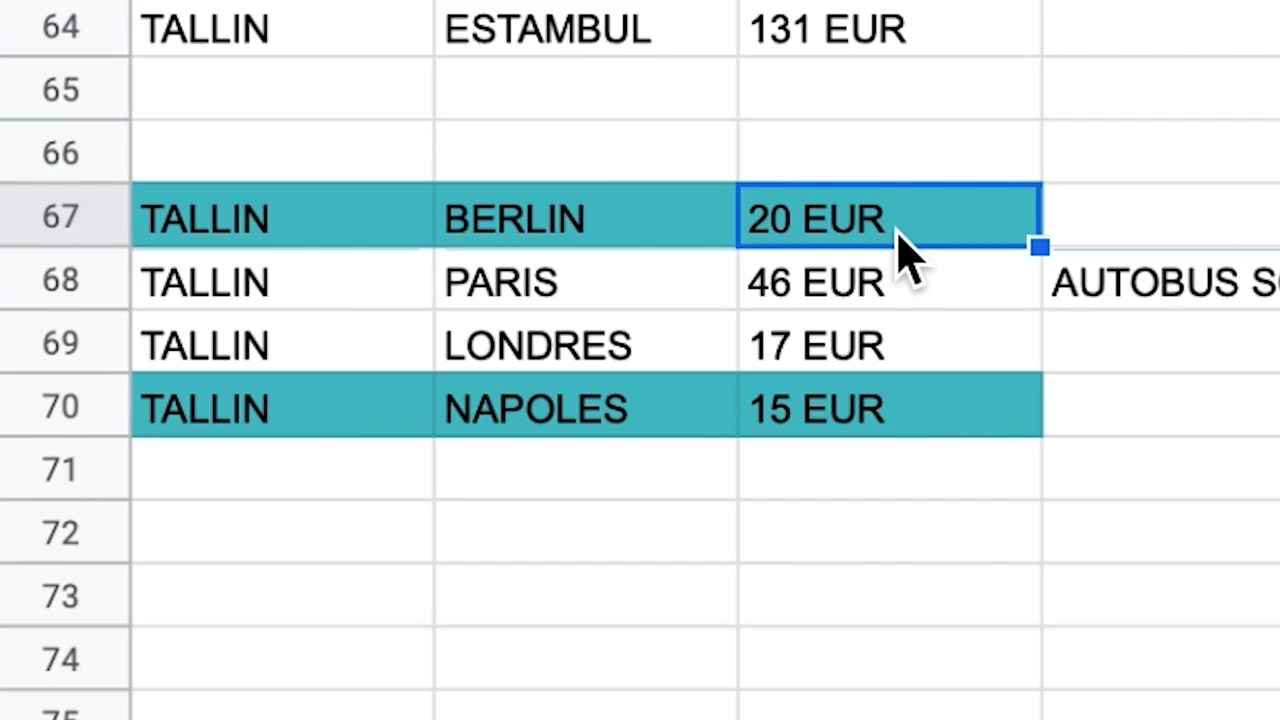 64 TALLIN ESTAMBUL 131 EUR
65
66
67 TALLIN BERLIN 20 EUR
68 TALLIN PARIS 46 EUR AUTOBUS
69 TALLIN LONDRES 17 EUR
70 TALLIN NAPOLES 15 EUR
71
72
73
74